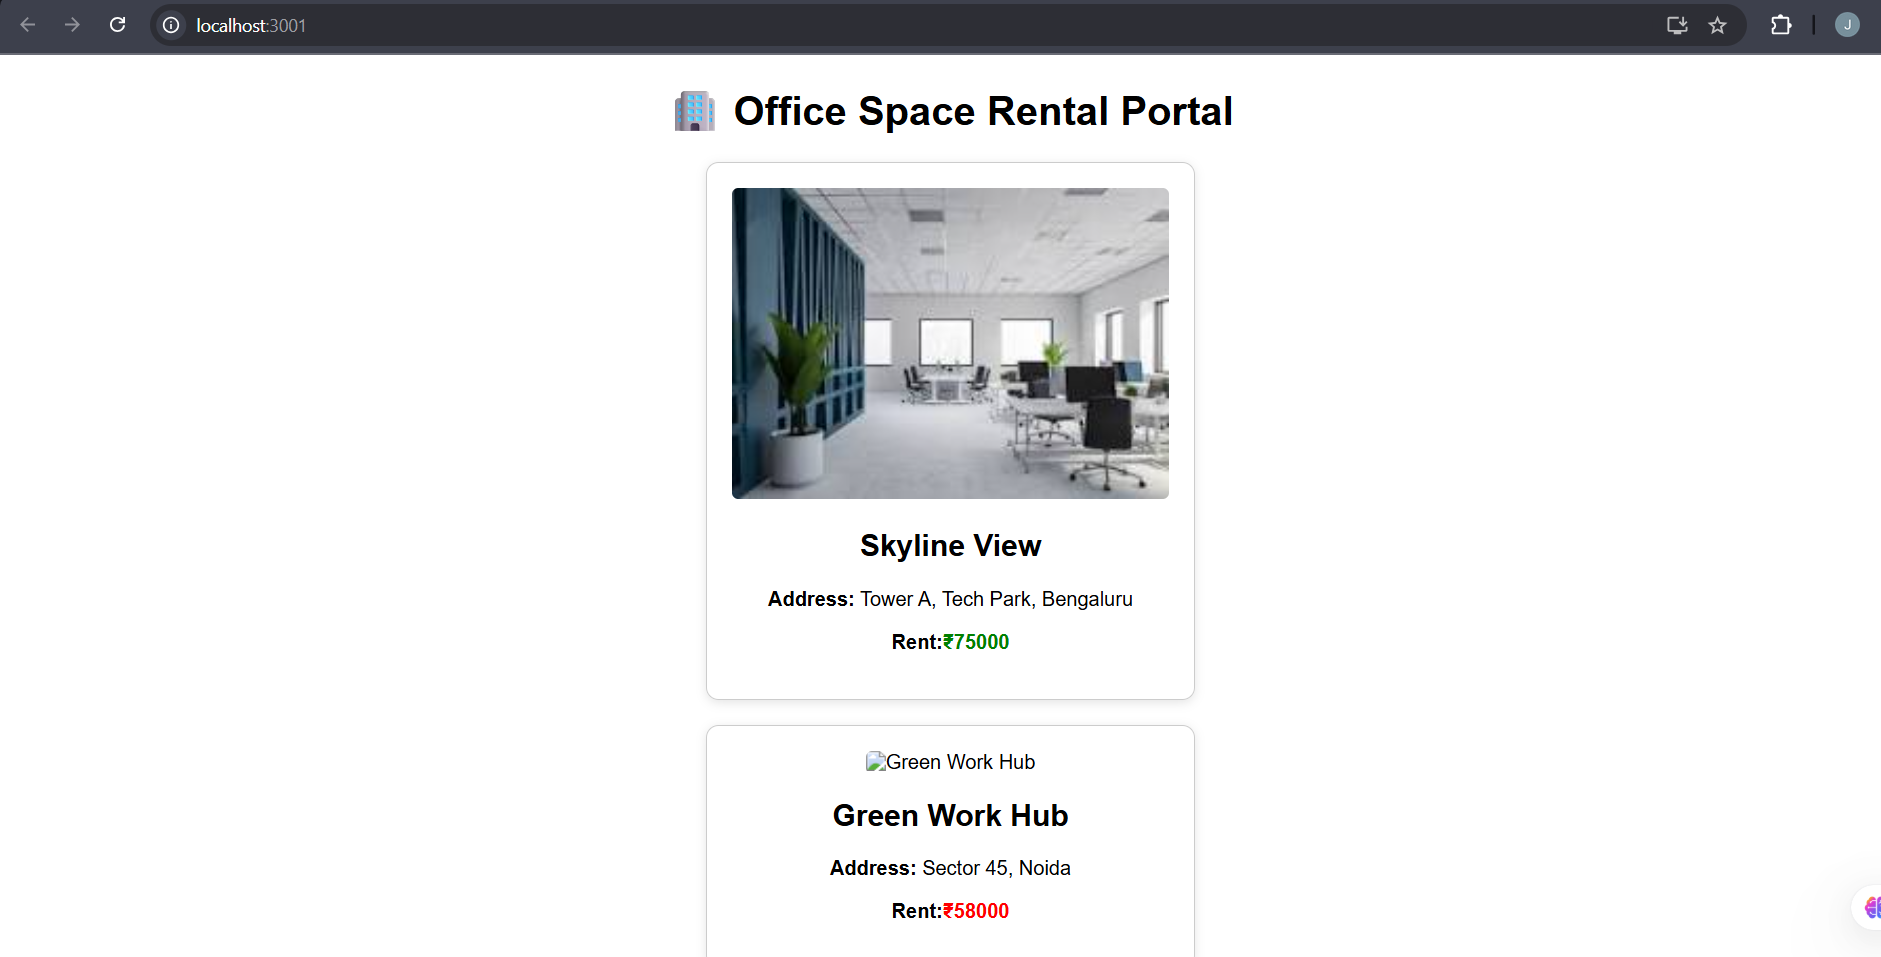 localhost:3001
J
🏢 Office Space Rental Portal
Skyline View
Address: Tower A, Tech Park, Bengaluru
Rent:₹75000
Green Work Hub
Green Work Hub
Address: Sector 45, Noida
Rent:₹58000